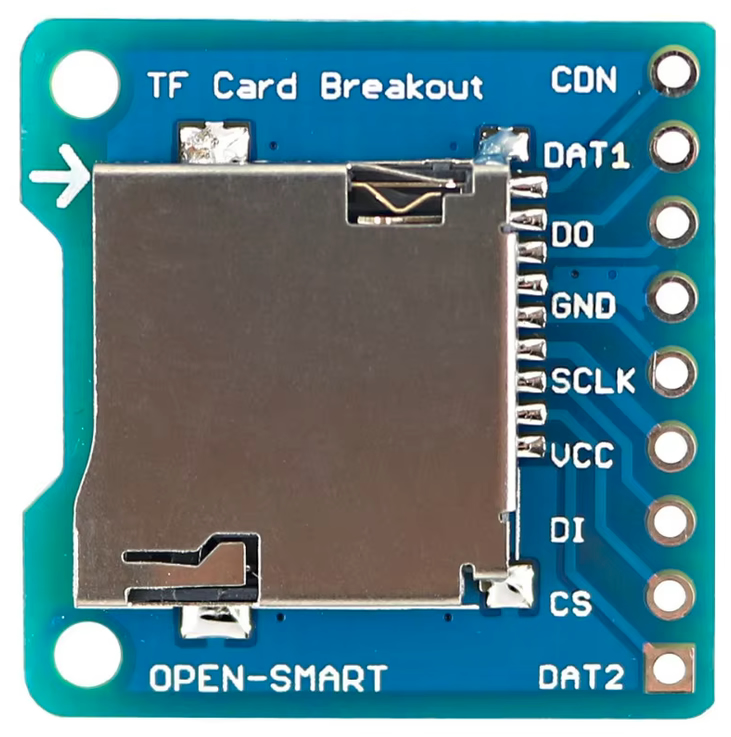 TF Card Breakout
CDN
DAT1
DO
GND
SCLK
VCC
DI
CS
DAT2
OPEN-SMART